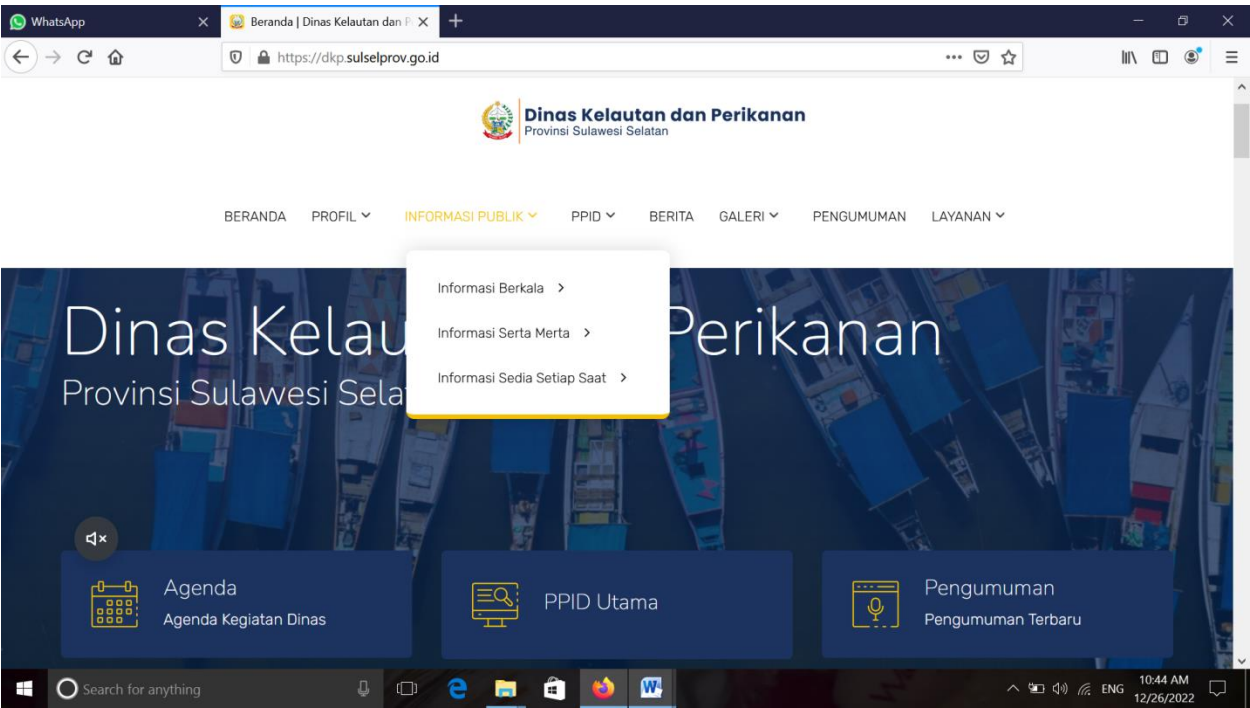 WhatsApp
Beranda | Dinas Kelautan dan P
https://dkp.sulselprov.go.id
Dinas Kelautan dan Perikanan
Provinsi Sulawesi Selatan
BERANDA PROFIL INFORMASI PUBLIK PPID BERITA GALERI PENGUMUMAN LAYANAN
Informasi Berkala
Informasi Serta Merta
Informasi Sedia Setiap Saat
Dinas Kelau Perikanan
Provinsi Sulawesi Sela
Agenda
Agenda Kegiatan Dinas
PPID Utama
Pengumuman
Pengumuman Terbaru
Search for anything
ENG
10:44 AM
12/26/2022